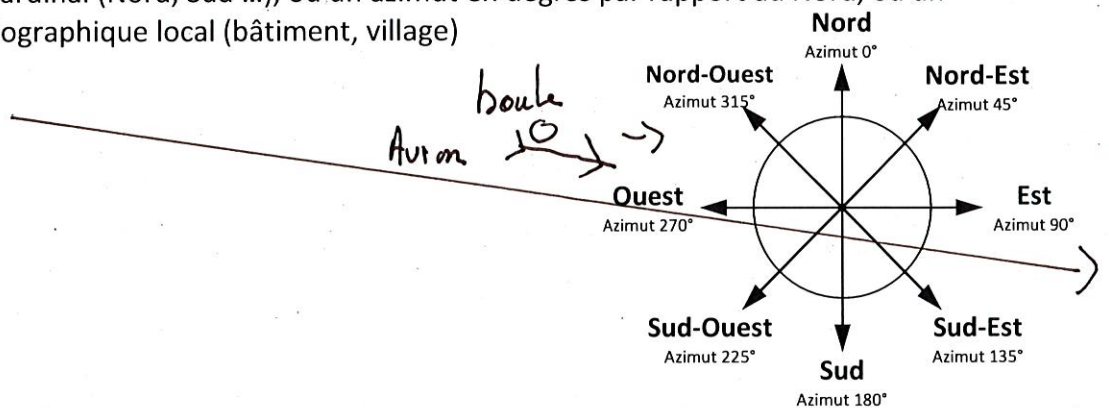 ardinal (Nord, Sud ...), ou un azimut en degrés par rapport au Nord, ou un
ographique local (bâtiment, village)
Nord
Azimut 0°
Nord-Ouest
Azimut 315°
Nord-Est
Azimut 45°
boule
Avion
Ouest
Azimut 270°
Est
Azimut 90°
Sud-Ouest
Azimut 225°
Sud-Est
Azimut 135°
Sud
Azimut 180°